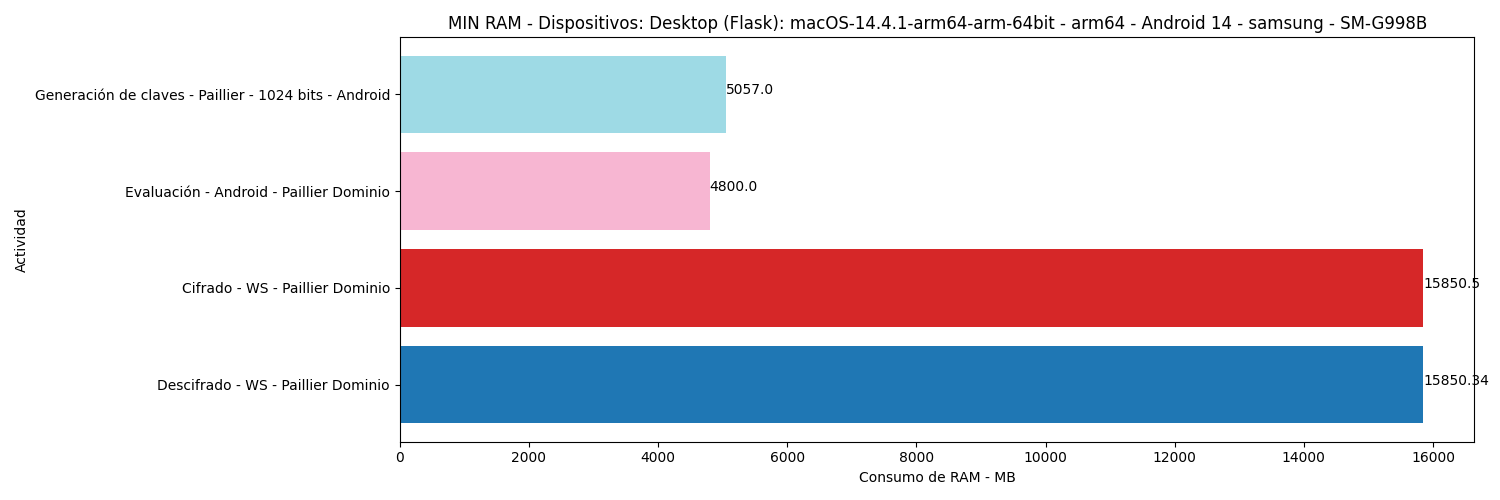 MIN RAM - Dispositivos: Desktop (Flask): macOS-14.4.1-arm64-arm-64bit - arm64 - Android 14 - samsung - SM-G998B
Generación de claves - Paillier - 1024 bits - Android
5057.0
Evaluación - Android - Paillier Dominio
4800.0
Cifrado - WS - Paillier Dominio
15850.5
Descifrado - WS - Paillier Dominio
15850.34
Actividad
0 2000 4000 6000 8000 10000 12000 14000 16000
Consumo de RAM - MB